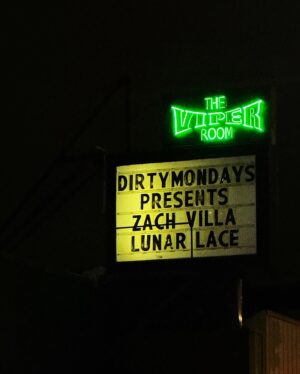 THE
VIPER
ROOM
DIRTYMONDAYS
PRESENTS
ZACH VILLA
LUNAR LACE